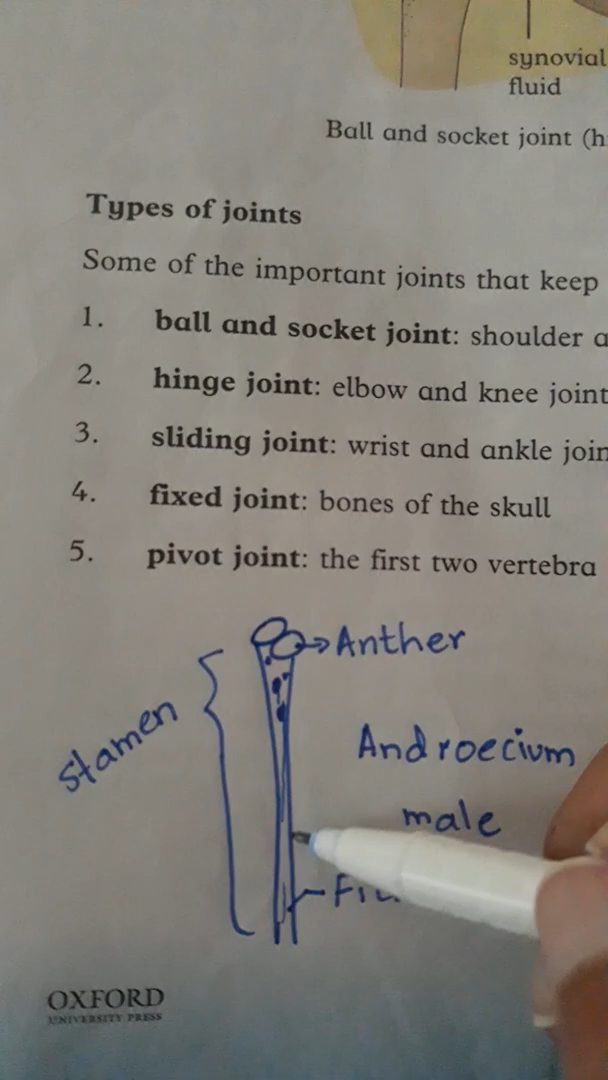 synovial
fluid
Ball and socket joint (h
Types of joints
Some of the important joints that keep
1. ball and socket joint: shoulder a
2. hinge joint: elbow and knee joint
3. sliding joint: wrist and ankle join
4. fixed joint: bones of the skull
5. pivot joint: the first two vertebra
Anther
Stamen
Androecium
male
OXFORD
UNIVERSITY PRESS